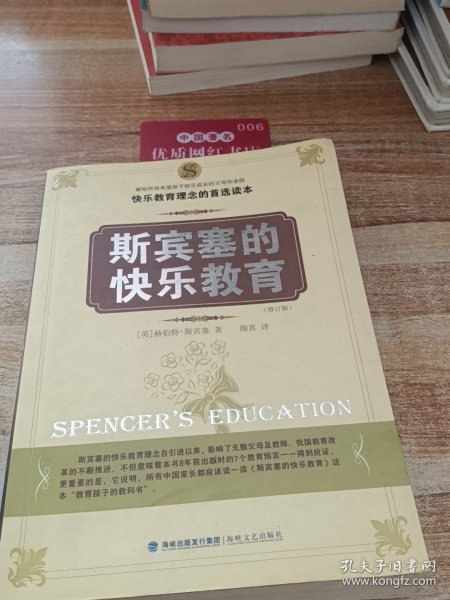 006
中国著名
优质网红书店
S
献给所有希望孩子快乐成长的父母和老师
快乐教育理念的首选读本
斯宾塞的
快乐教育
(修订版)
[英]赫伯特·斯宾塞 著 颜真 译
SPENCER'S EDUCATION
斯宾塞的快乐教育理念自引进以来，影响了无数父母及教师。我国教育改
革的不断推进，不但意味着本书8年前出版时的7个教育预言一一得到应证，
更重要的是，它说明，所有中国家长都应该读一读《斯宾塞的快乐教育》这
本“教育孩子的教科书”
海峡出版发行集团 海峡文艺出版社
孔夫子旧书网
www.kongfz.com